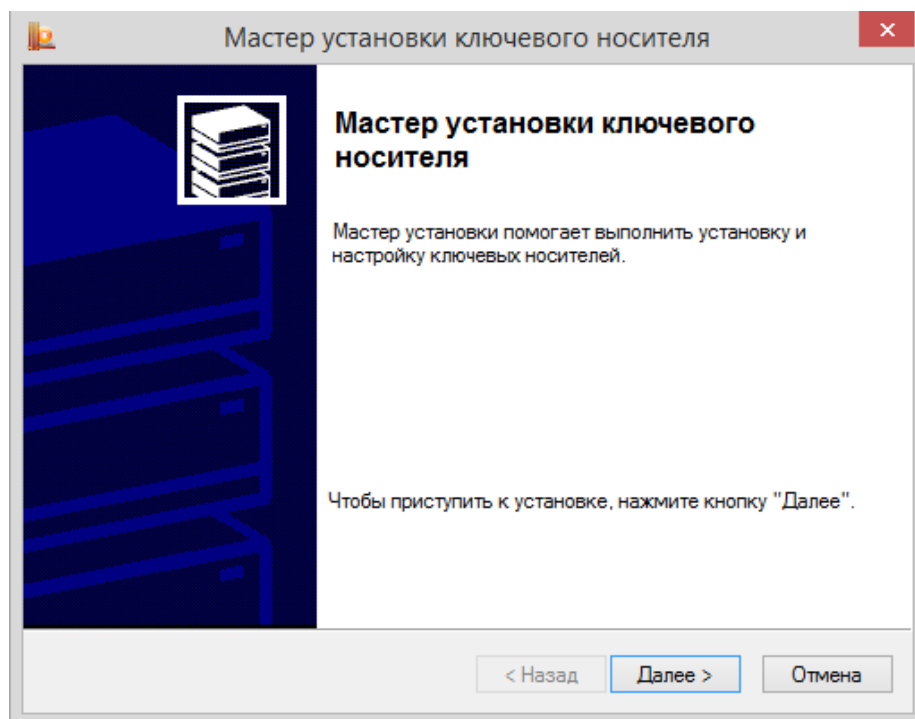 Мастер установки ключевого носителя
Мастер установки ключевого
носителя
Мастер установки помогает выполнить установку и
настройку ключевых носителей.
Чтобы приступить к установке, нажмите кнопку "Далее".
< Назад
Далее >
Отмена